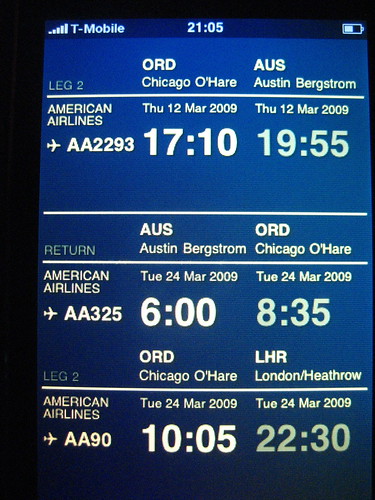 T-Mobile 21:05
ORD AUS
LEG 2 Chicago O'Hare Austin Bergstrom
AMERICAN AIRLINES Thu 12 Mar 2009 Thu 12 Mar 2009
AA2293 17:10 19:55
AUS ORD
RETURN Austin Bergstrom Chicago O'Hare
AMERICAN AIRLINES Tue 24 Mar 2009 Tue 24 Mar 2009
AA325 6:00 8:35
ORD LHR
LEG 2 Chicago O'Hare London/Heathrow
AMERICAN AIRLINES Tue 24 Mar 2009 Tue 24 Mar 2009
AA90 10:05 22:30